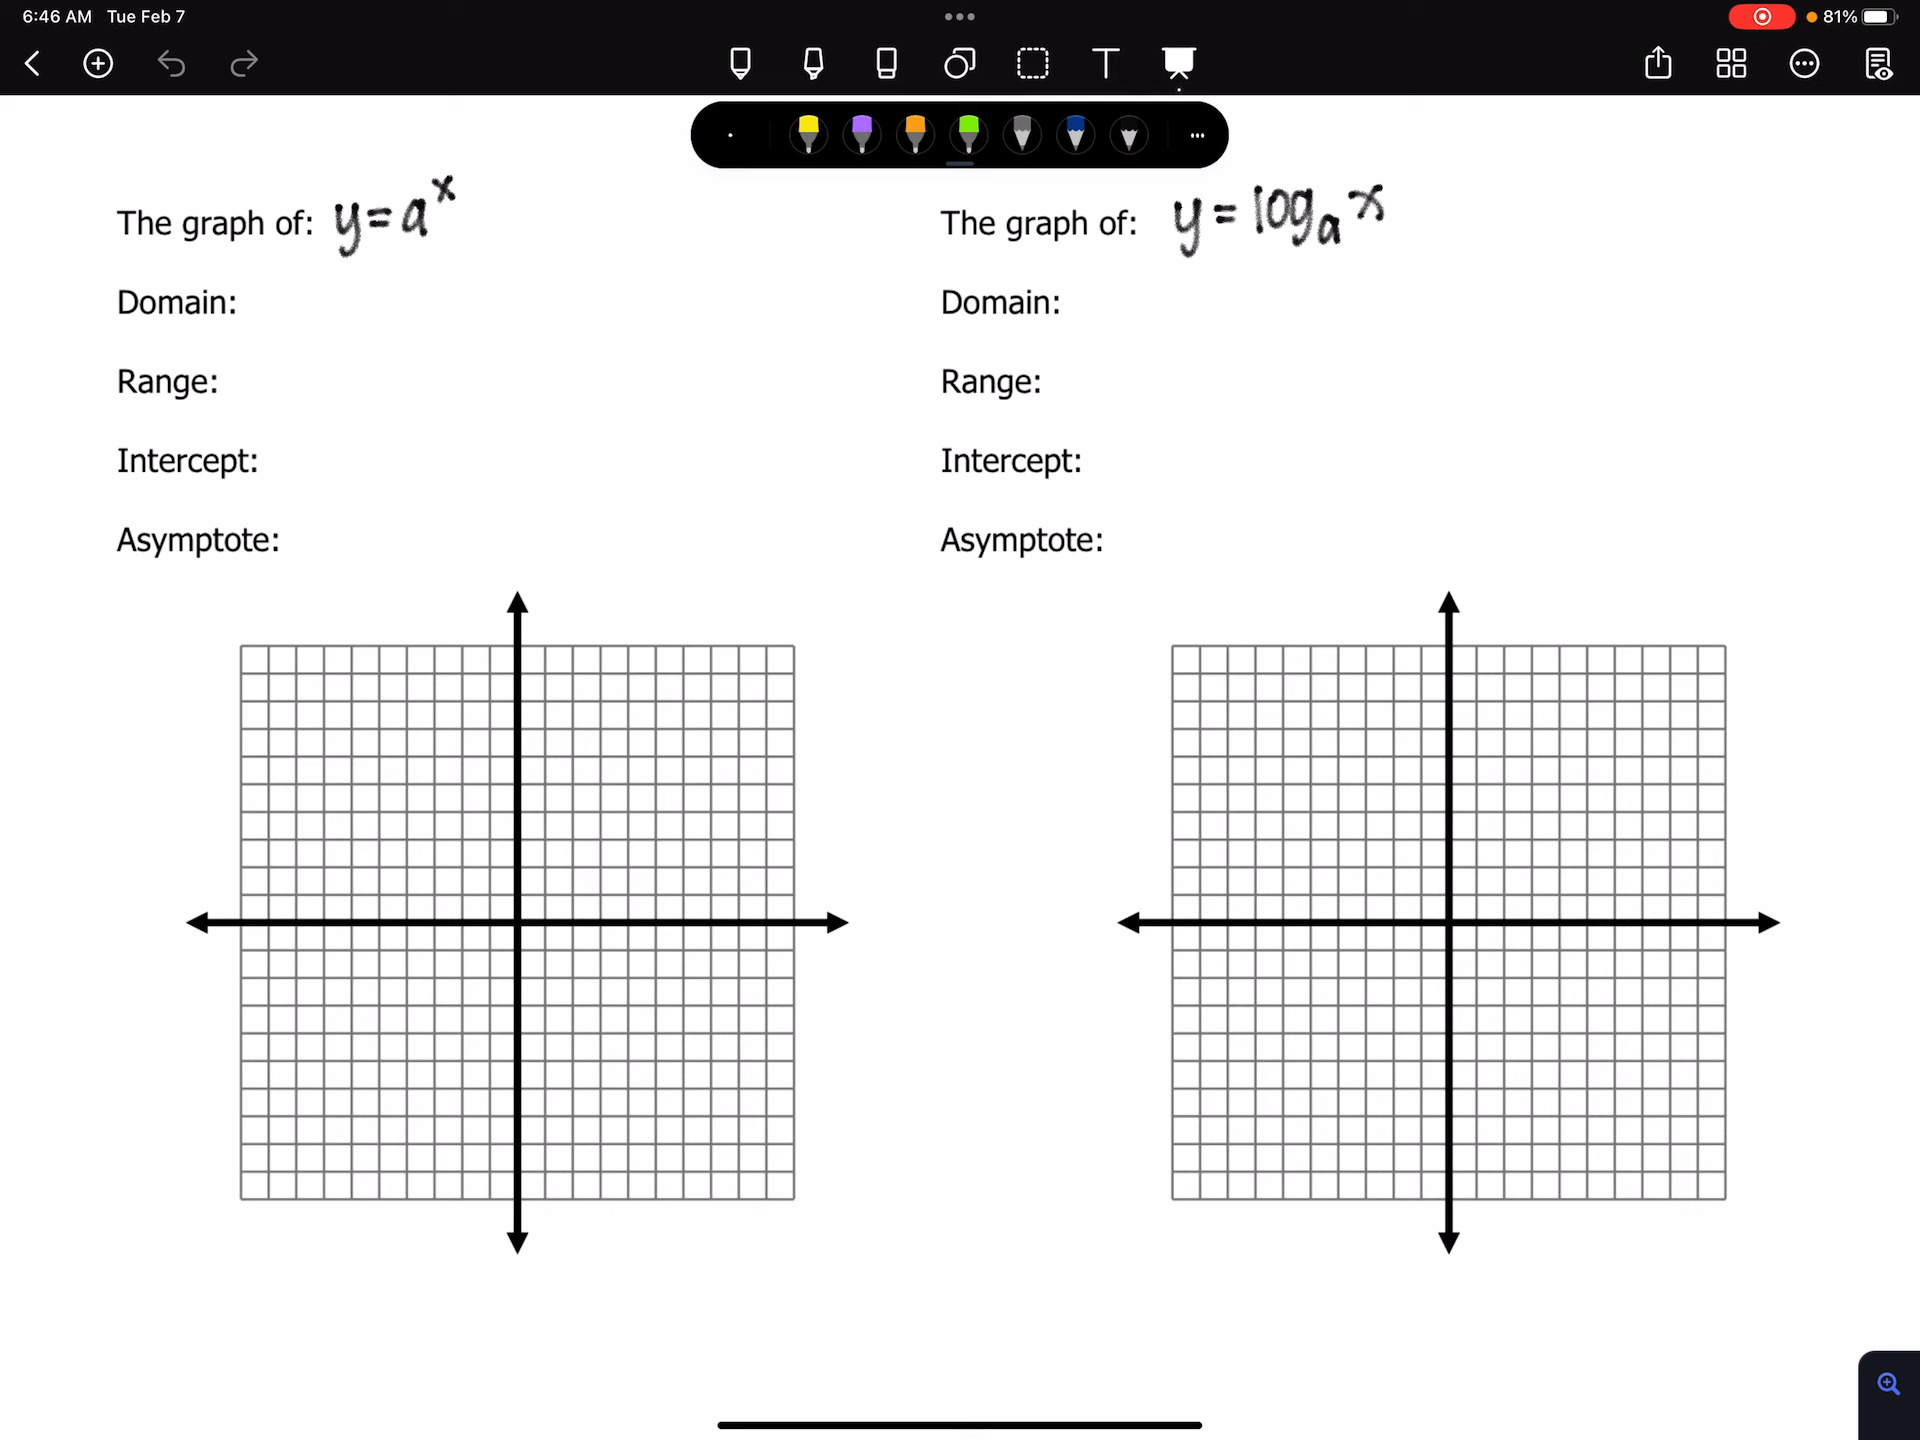 6:46 AM Tue Feb 7
81%
T
The graph of: y = a^x
Domain:
Range:
Intercept:
Asymptote:
The graph of: y = log_a x
Domain:
Range:
Intercept:
Asymptote: